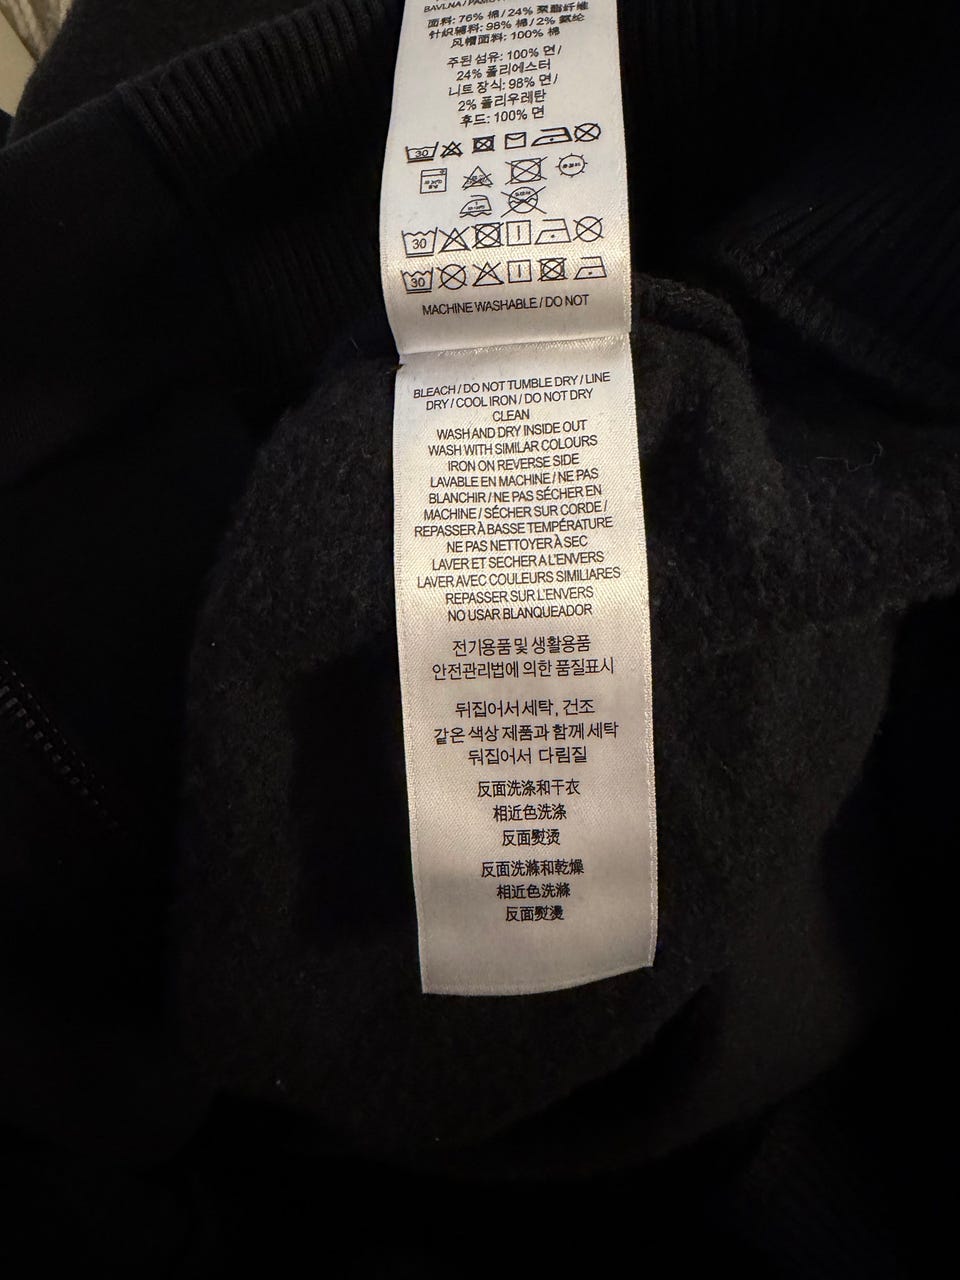 面料: 76% 棉 / 24% 聚脂纤维
针织辅料: 98% 棉 / 2% 氨纶
风帽面料: 100% 棉
주된 섬유: 100% 면 /
24% 폴리에스터
니트 장식: 98% 면 /
2% 폴리우레탄
후드: 100% 면
30
30
30
MACHINE WASHABLE / DO NOT
BLEACH / DO NOT TUMBLE DRY / LINE
DRY / COOL IRON / DO NOT DRY
CLEAN
WASH AND DRY INSIDE OUT
WASH WITH SIMILAR COLOURS
IRON ON REVERSE SIDE
LAVABLE EN MACHINE / NE PAS
BLANCHIR / NE PAS SÉCHER EN
MACHINE / SÉCHER SUR CORDE /
REPASSER À BASSE TEMPÉRATURE
NE PAS NETTOYER À SEC
LAVER ET SECHER A L'ENVERS
LAVER AVEC COULEURS SIMILIARES
REPASSER SUR L'ENVERS
NO USAR BLANQUEADOR
전기용품 및 생활용품
안전관리법에 의한 품질표시
뒤집어서 세탁, 건조
같은 색상 제품과 함께 세탁
뒤집어서 다림질
反面洗涤和干衣
相近色洗涤
反面熨烫
反面洗滌和乾燥
相近色洗滌
反面熨燙